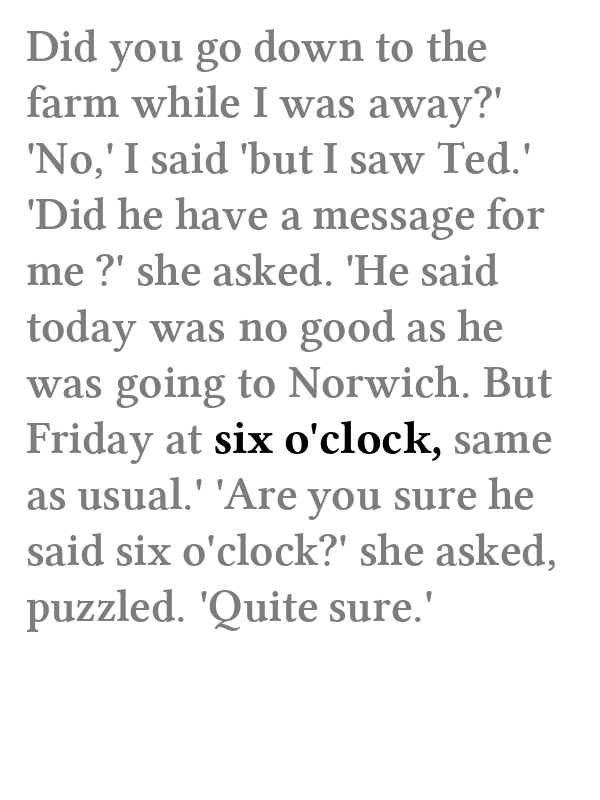 Did you go down to the
farm while I was away?'
'No,' I said 'but I saw Ted.'
'Did he have a message for
me ?' she asked. 'He said
today was no good as he
was going to Norwich. But
Friday at six o'clock, same
as usual.' 'Are you sure he
said six o'clock?' she asked,
puzzled. 'Quite sure.'